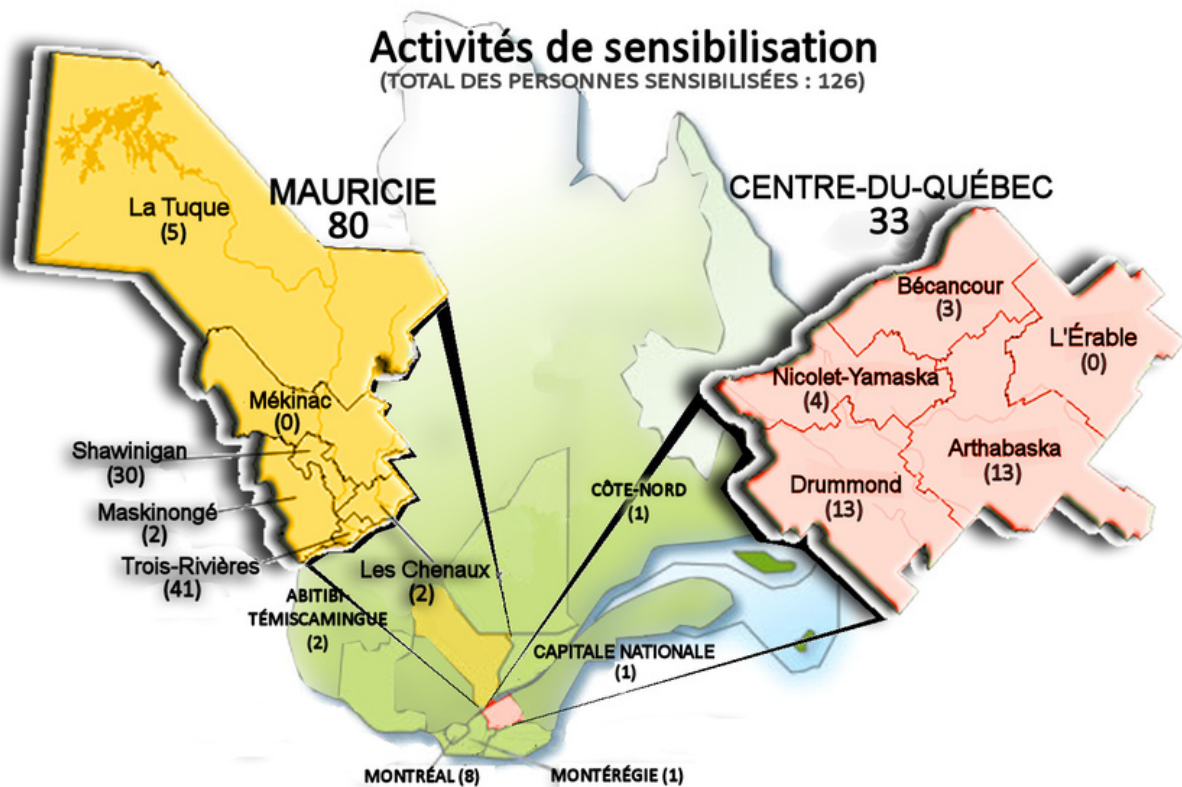 Activités de sensibilisation
(TOTAL DES PERSONNES SENSIBILISÉES : 126)
MAURICIE
80
La Tuque
(5)
Mékinac
(0)
Shawinigan
(30)
Maskinongé
(2)
Trois-Rivières
(41)
Les Chenaux
(2)
CENTRE-DU-QUÉBEC
33
Bécancour
(3)
L'Érable
(0)
Nicolet-Yamaska
(4)
Arthabaska
(13)
Drummond
(13)
CÔTE-NORD
(1)
ABITIBI-
TÉMISCAMINGUE
(2)
CAPITALE NATIONALE
(1)
MONTRÉAL (8)
MONTÉRÉGIE (1)